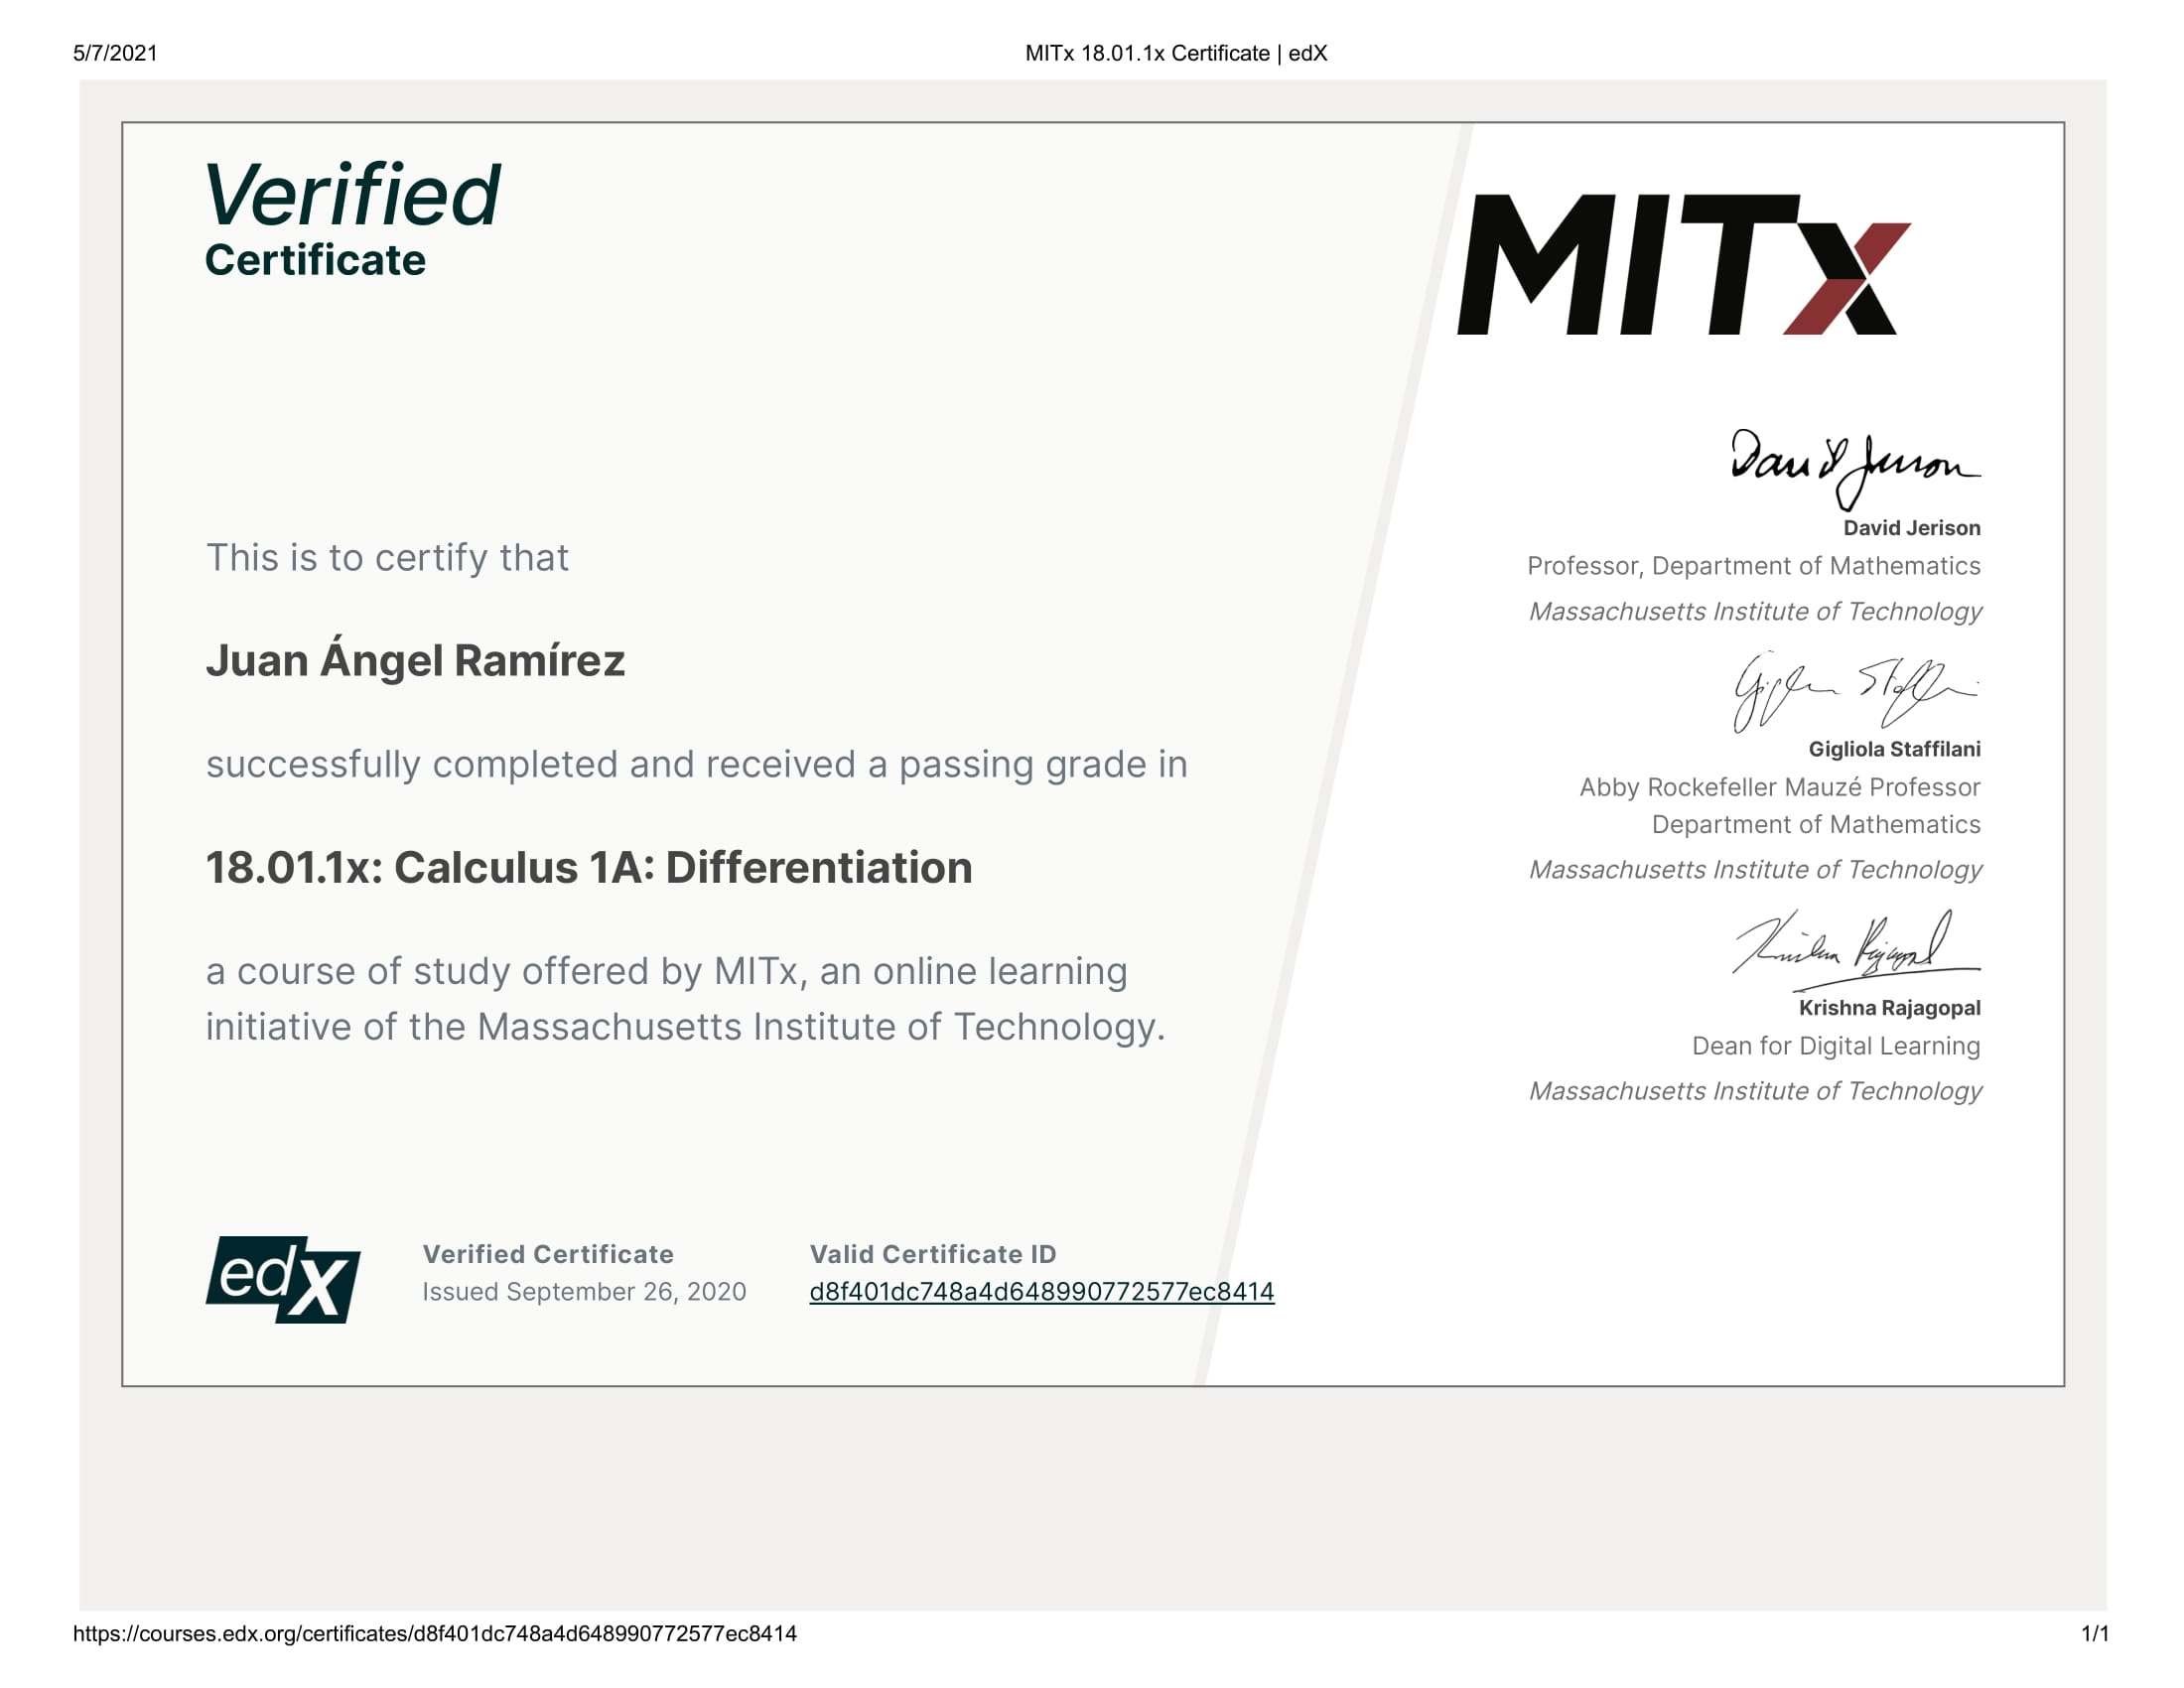 5/7/2021
MITx 18.01.1x Certificate | edX
Verified
Certificate
MITx
This is to certify that
Juan Ángel Ramírez
successfully completed and received a passing grade in
18.01.1x: Calculus 1A: Differentiation
a course of study offered by MITx, an online learning
initiative of the Massachusetts Institute of Technology.
David Jerison
David Jerison
Professor, Department of Mathematics
Massachusetts Institute of Technology
Gigliola Staffilani
Abby Rockefeller Mauzé Professor
Department of Mathematics
Massachusetts Institute of Technology
Krishna Rajagopal
Dean for Digital Learning
Massachusetts Institute of Technology
edX
Verified Certificate
Issued September 26, 2020
Valid Certificate ID
d8f401dc748a4d648990772577ec8414
https://courses.edx.org/certificates/d8f401dc748a4d648990772577ec8414
1/1